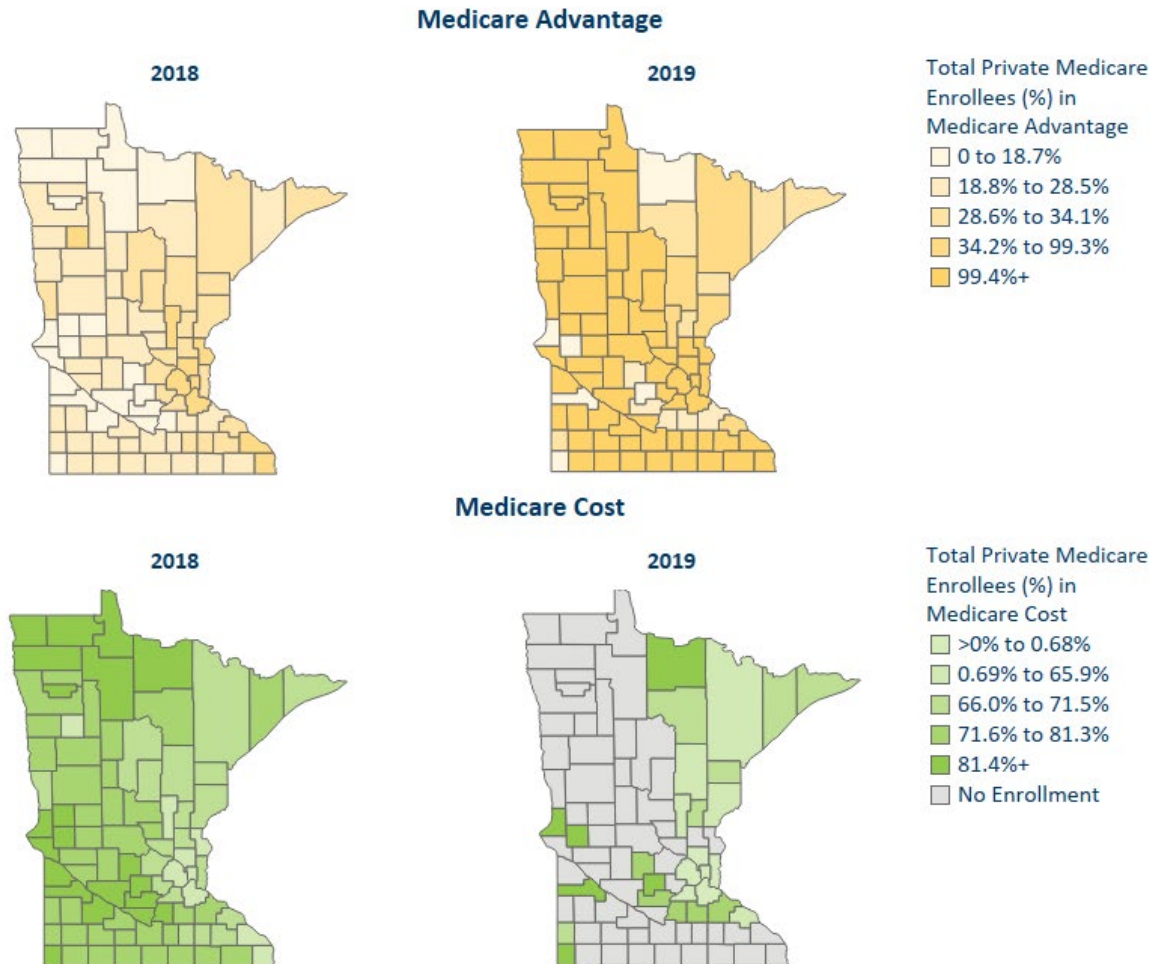 Medicare Advantage
2018
2019
Total Private Medicare
Enrollees (%) in
Medicare Advantage
0 to 18.7%
18.8% to 28.5%
28.6% to 34.1%
34.2% to 99.3%
99.4%+
Medicare Cost
2018
2019
Total Private Medicare
Enrollees (%) in
Medicare Cost
>0% to 0.68%
0.69% to 65.9%
66.0% to 71.5%
71.6% to 81.3%
81.4%+
No Enrollment